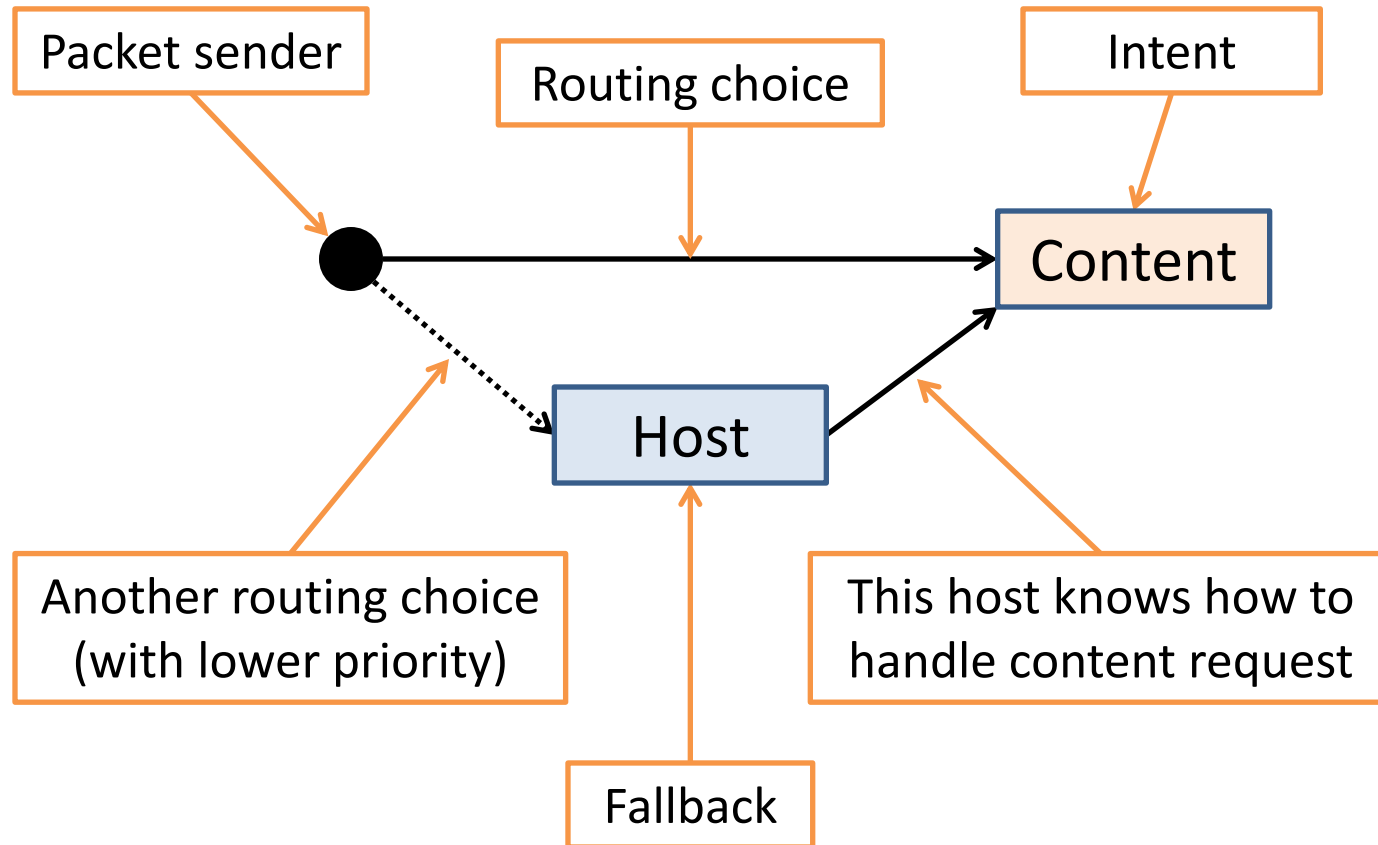 Packet sender
Routing choice
Intent
Content
Host
Another routing choice
(with lower priority)
This host knows how to
handle content request
Fallback